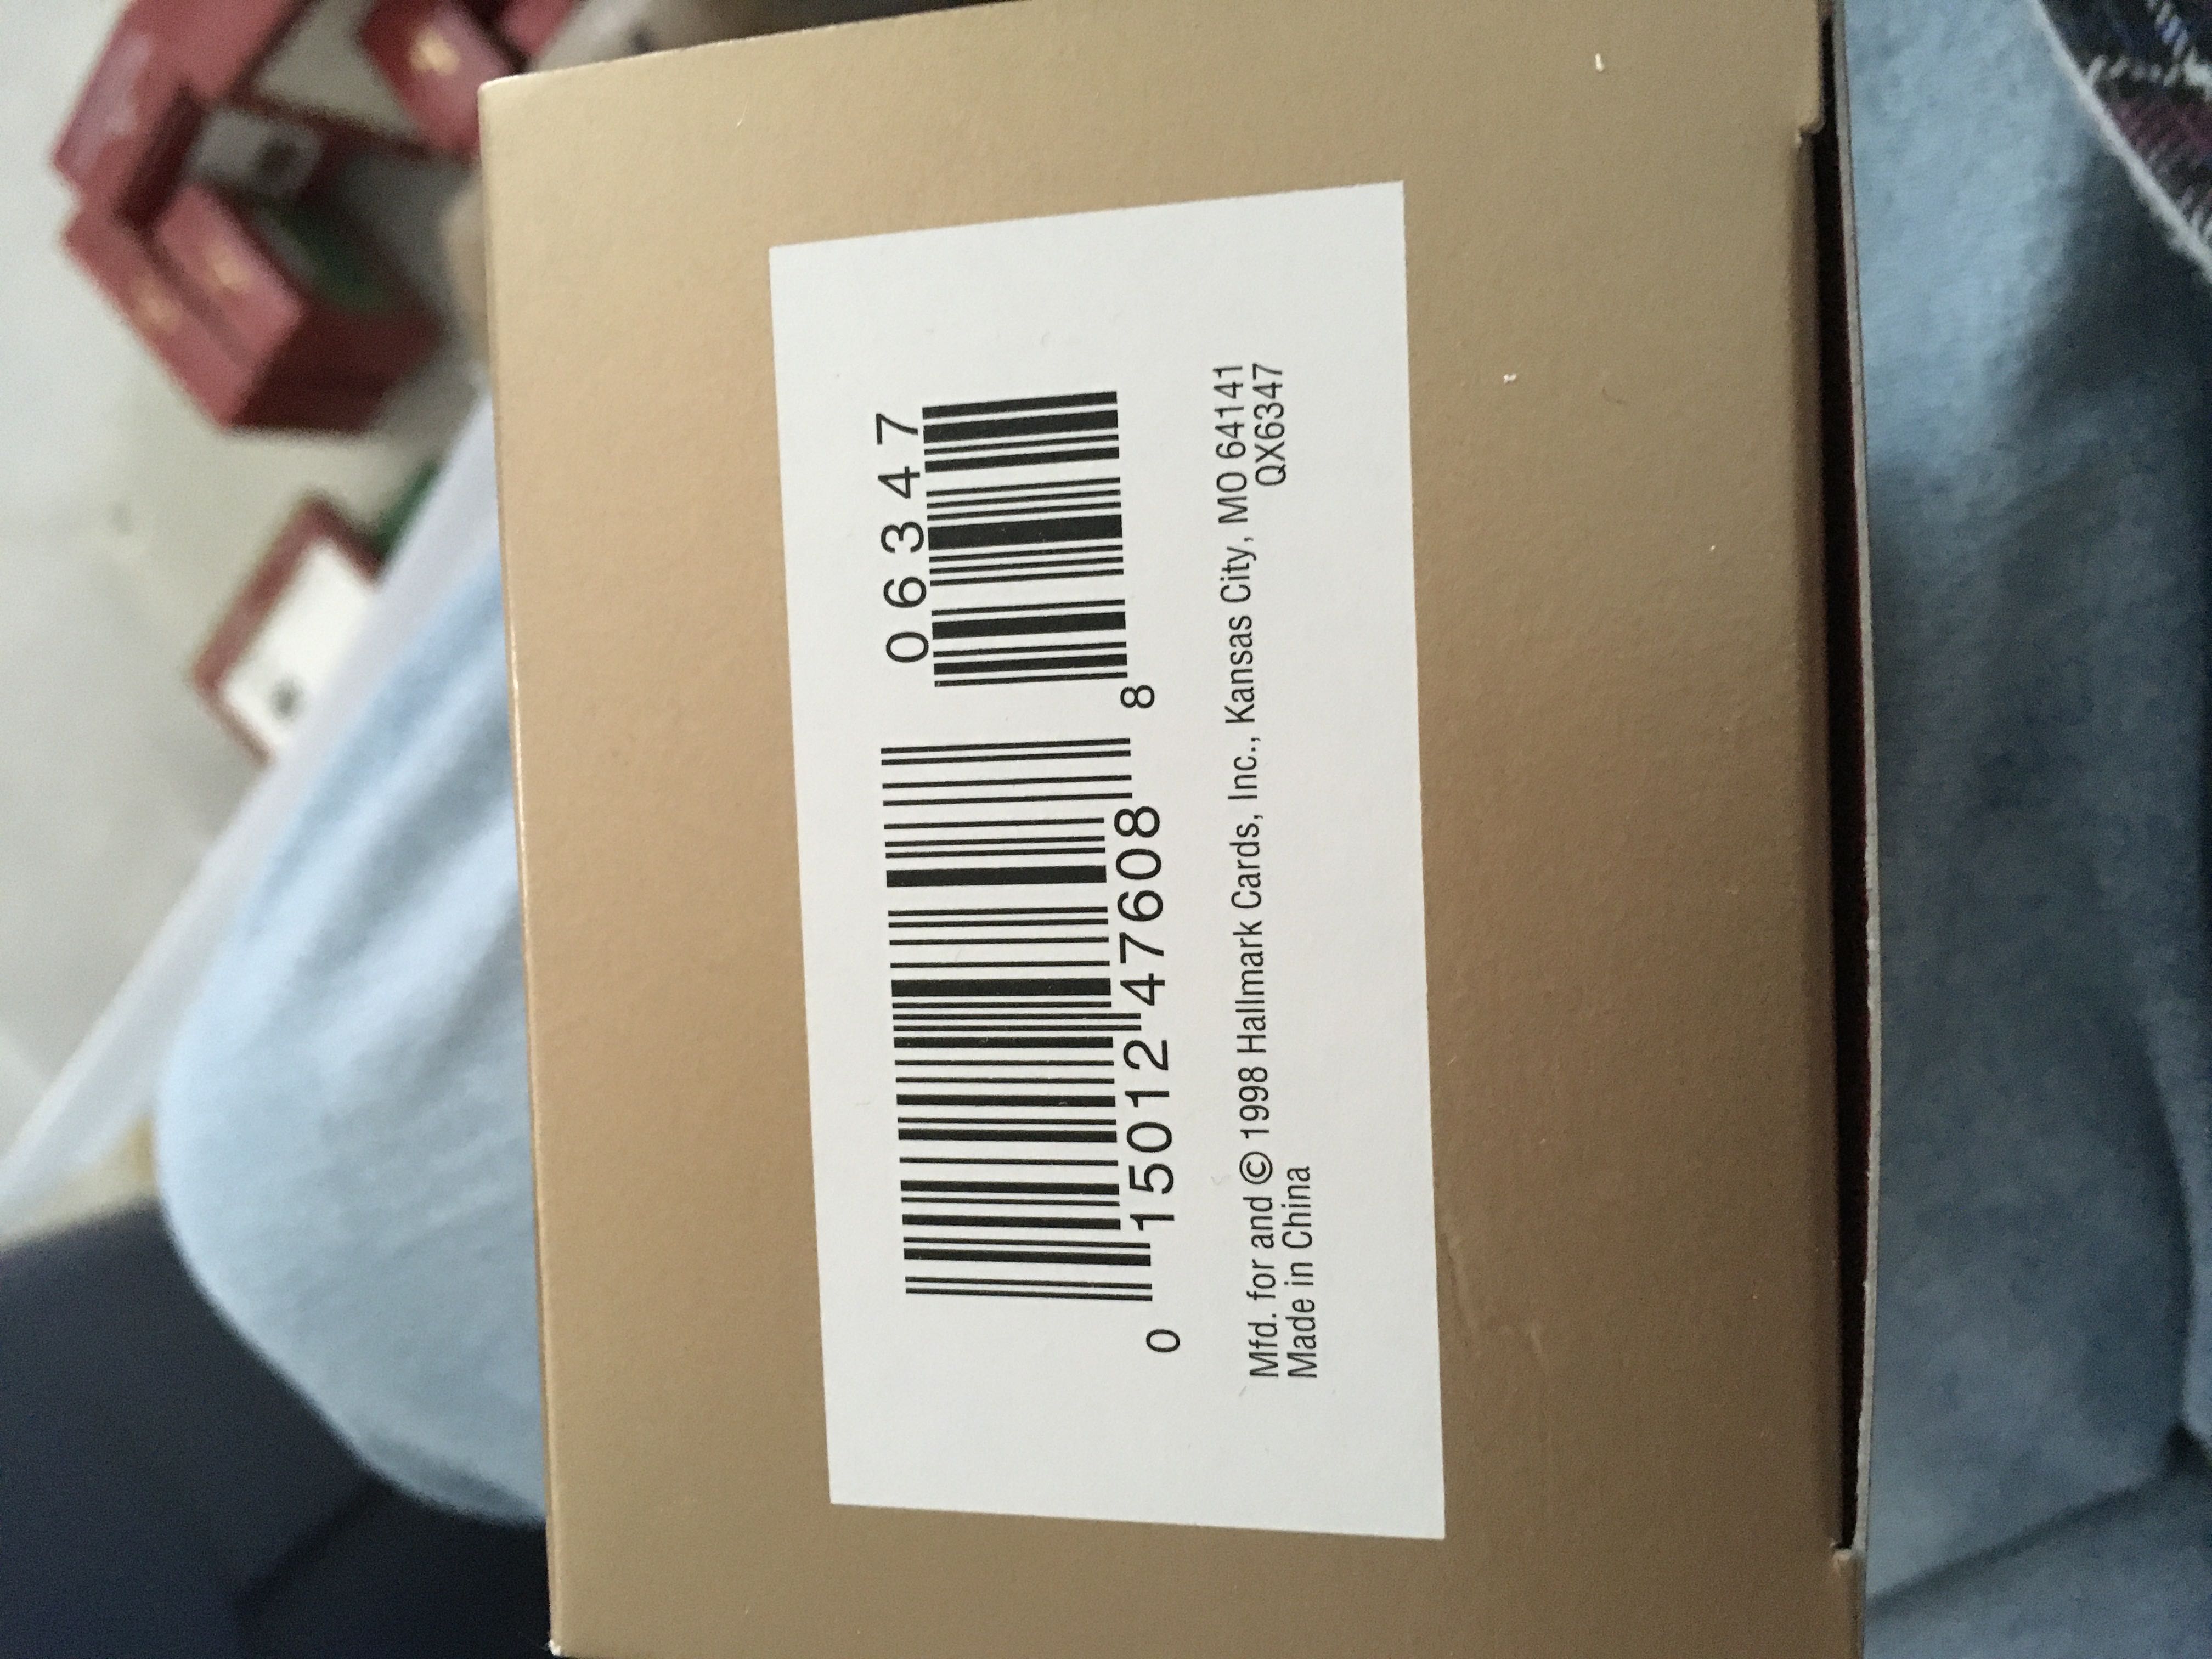 06347
0 15012 47608 8
Mfd. for and © 1998 Hallmark Cards, Inc., Kansas City, MO 64141
Made in China QX6347